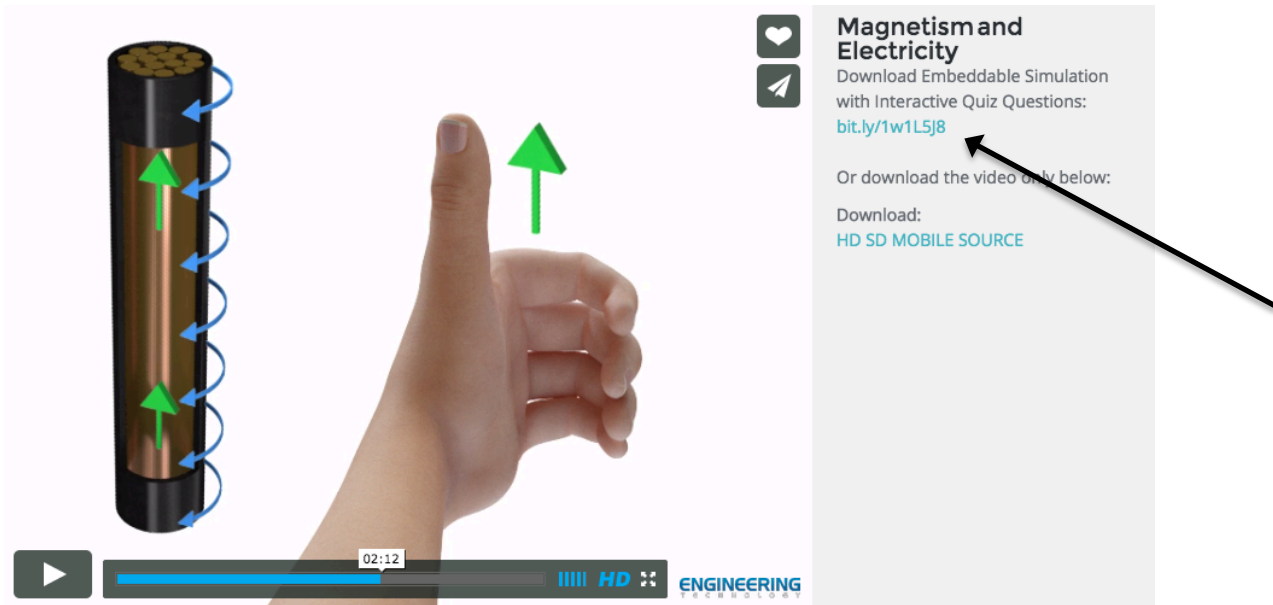 Magnetism and
Electricity
Download Embeddable Simulation
with Interactive Quiz Questions:
bit.ly/1w1L5J8
Or download the video only below:
Download:
HD SD MOBILE SOURCE
02:12
HD
ENGINEERING
TECHNOLOGY